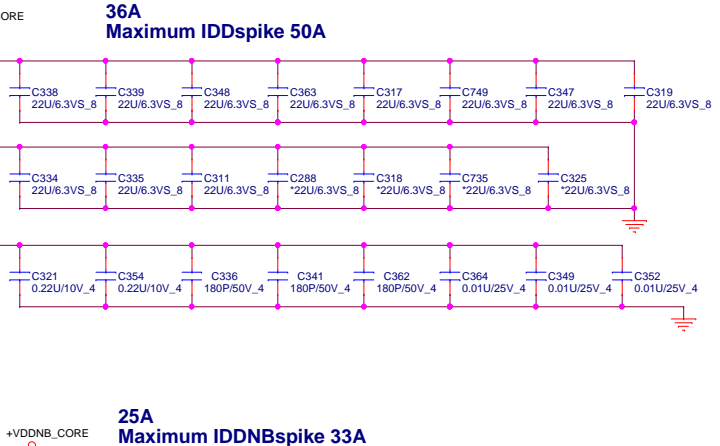 ORE
36A
Maximum IDDspike 50A
C338 C339 C348 C363 C317 C749 C347 C319
22U/6.3VS_8 22U/6.3VS_8 22U/6.3VS_8 22U/6.3VS_8 22U/6.3VS_8 22U/6.3VS_8 22U/6.3VS_8 22U/6.3VS_8
C334 C335 C311 C288 C318 C735 C325
22U/6.3VS_8 22U/6.3VS_8 22U/6.3VS_8 *22U/6.3VS_8 *22U/6.3VS_8 *22U/6.3VS_8 *22U/6.3VS_8
C321 C354 C336 C341 C362 C364 C349 C352
0.22U/10V_4 0.22U/10V_4 180P/50V_4 180P/50V_4 180P/50V_4 0.01U/25V_4 0.01U/25V_4 0.01U/25V_4
25A
+VDDNB_CORE Maximum IDDNBspike 33A